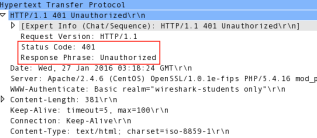 Hypertext Transfer Protocol
HTTP/1.1 401 Unauthorized\r\n
[Expert Info (Chat/Sequence): HTTP/1.1 401 Unauthorized\r\n]
Request Version: HTTP/1.1
Status Code: 401
Response Phrase: Unauthorized
Date: Wed, 27 Jan 2016 03:18:24 GMT\r\n
Server: Apache/2.4.6 (CentOS) OpenSSL/1.0.1e-fips PHP/5.4.16 mod_p
WWW-Authenticate: Basic realm="wireshark-students only"\r\n
Content-Length: 381\r\n
Keep-Alive: timeout=5, max=100\r\n
Connection: Keep-Alive\r\n
Content-Type: text/html; charset=iso-8859-1\r\n